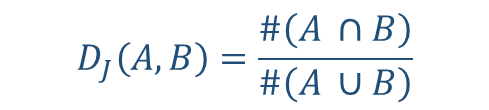 D_J(A, B) = #(A ∩ B) / #(A ∪ B)